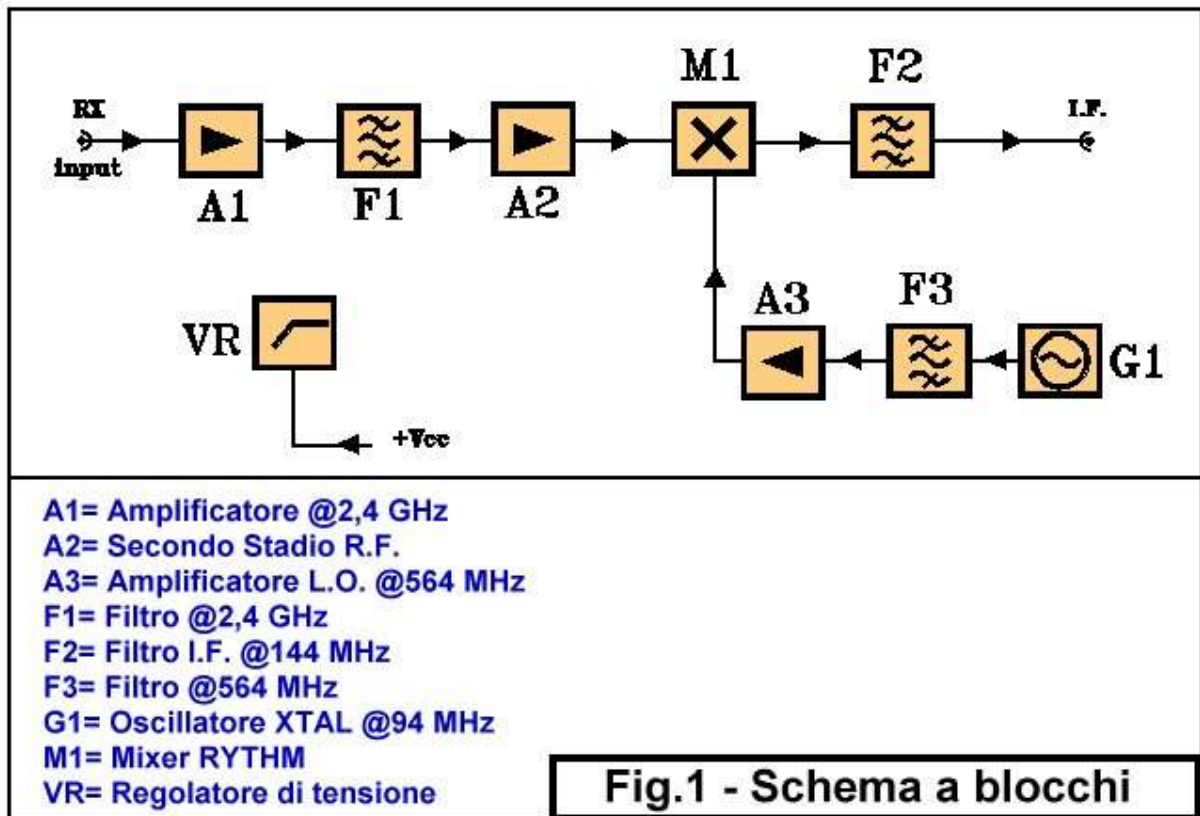 M1
F2
RX
input
I.F.
A1
F1
A2
A3
F3
VR
G1
+Vcc
A1= Amplificatore @2,4 GHz
A2= Secondo Stadio R.F.
A3= Amplificatore L.O. @564 MHz
F1= Filtro @2,4 GHz
F2= Filtro I.F. @144 MHz
F3= Filtro @564 MHz
G1= Oscillatore XTAL @94 MHz
M1= Mixer RYTHM
VR= Regolatore di tensione
Fig.1 - Schema a blocchi